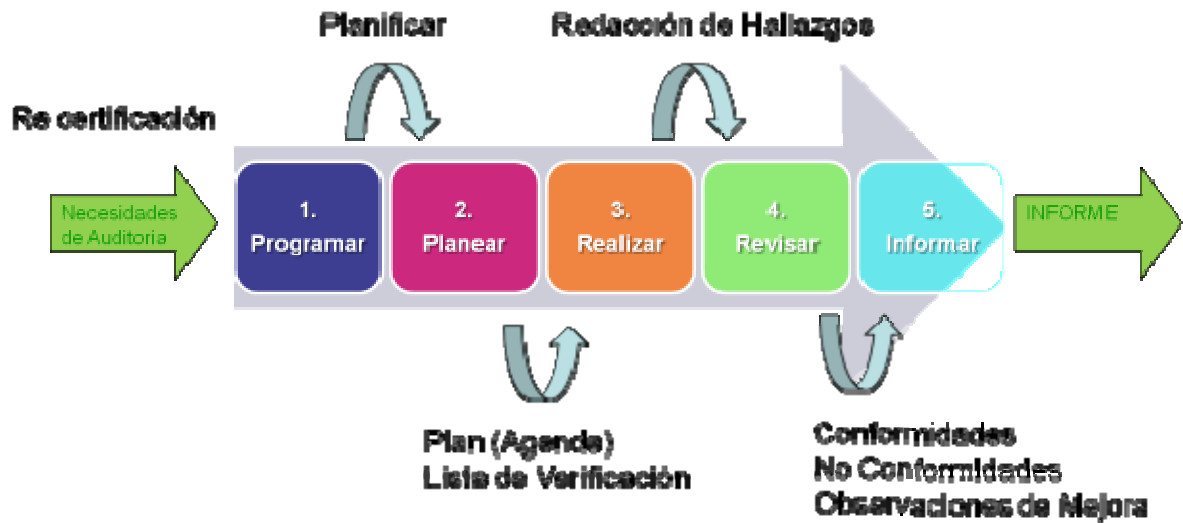 Planificar
Redacción de Hallazgos
Re certificación
Necesidades
de Auditoria
1.
Programar
2.
Planear
3.
Realizar
4.
Revisar
5.
Informar
INFORME
Plan (Agenda)
Lista de Verificación
Conformidades
No Conformidades
Observaciones de Mejora